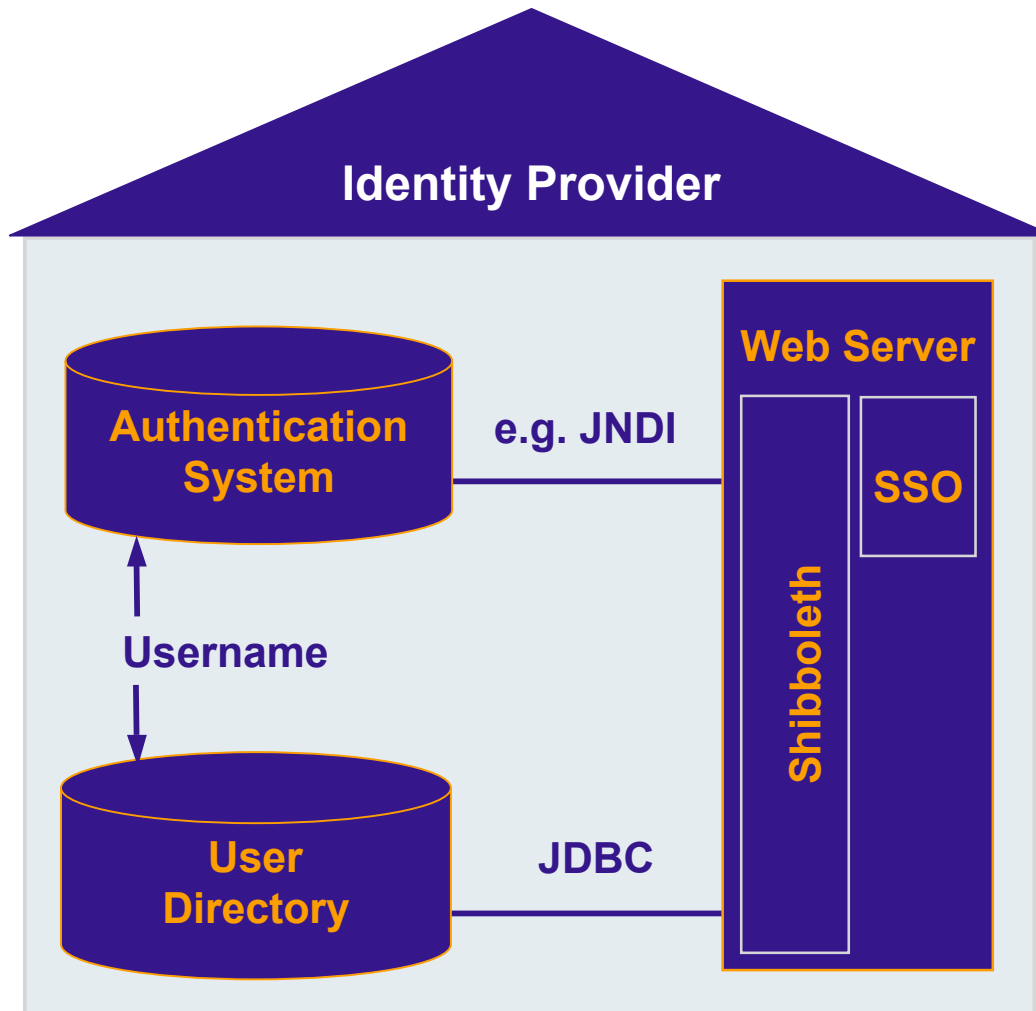 Identity Provider
Web Server
Authentication
System
e.g. JNDI
SSO
Shibboleth
Username
User
Directory
JDBC